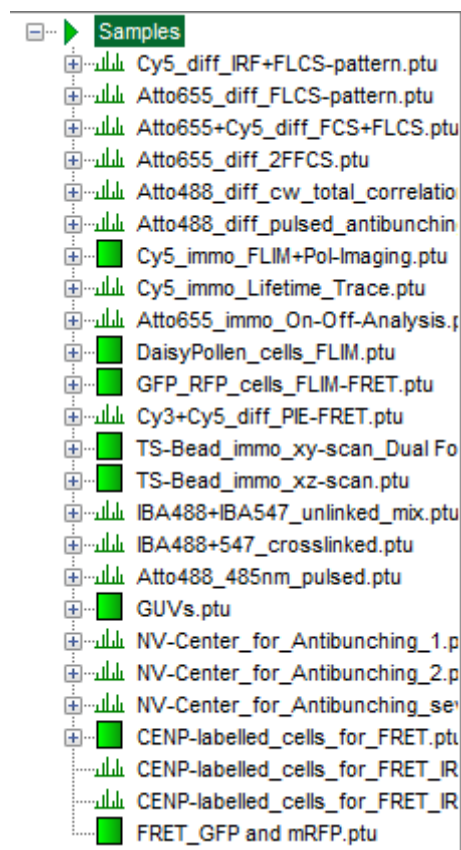 Samples
Cy5_diff_IRF+FLCS-pattern.ptu
Atto655_diff_FLCS-pattern.ptu
Atto655+Cy5_diff_FCS+FLCS.ptu
Atto655_diff_2FFCS.ptu
Atto488_diff_cw_total_correlatio
Atto488_diff_pulsed_antibunchin
Cy5_immo_FLIM+Pol-Imaging.ptu
Cy5_immo_Lifetime_Trace.ptu
Atto655_immo_On-Off-Analysis.p
DaisyPollen_cells_FLIM.ptu
GFP_RFP_cells_FLIM-FRET.ptu
Cy3+Cy5_diff_PIE-FRET.ptu
TS-Bead_immo_xy-scan_Dual Fo
TS-Bead_immo_xz-scan.ptu
IBA488+IBA547_unlinked_mix.ptu
IBA488+547_crosslinked.ptu
Atto488_485nm_pulsed.ptu
GUVs.ptu
NV-Center_for_Antibunching_1.p
NV-Center_for_Antibunching_2.p
NV-Center_for_Antibunching_se
CENP-labelled_cells_for_FRET.ptu
CENP-labelled_cells_for_FRET_IR
CENP-labelled_cells_for_FRET_IR
FRET_GFP and mRFP.ptu